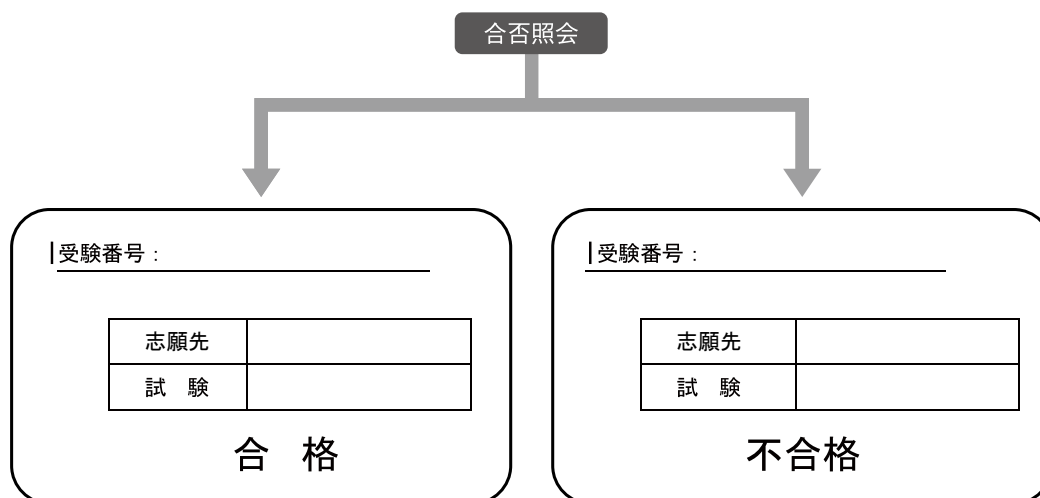 合否照会
受験番号：
志願先
試　験
合　格
受験番号：
志願先
試　験
不合格